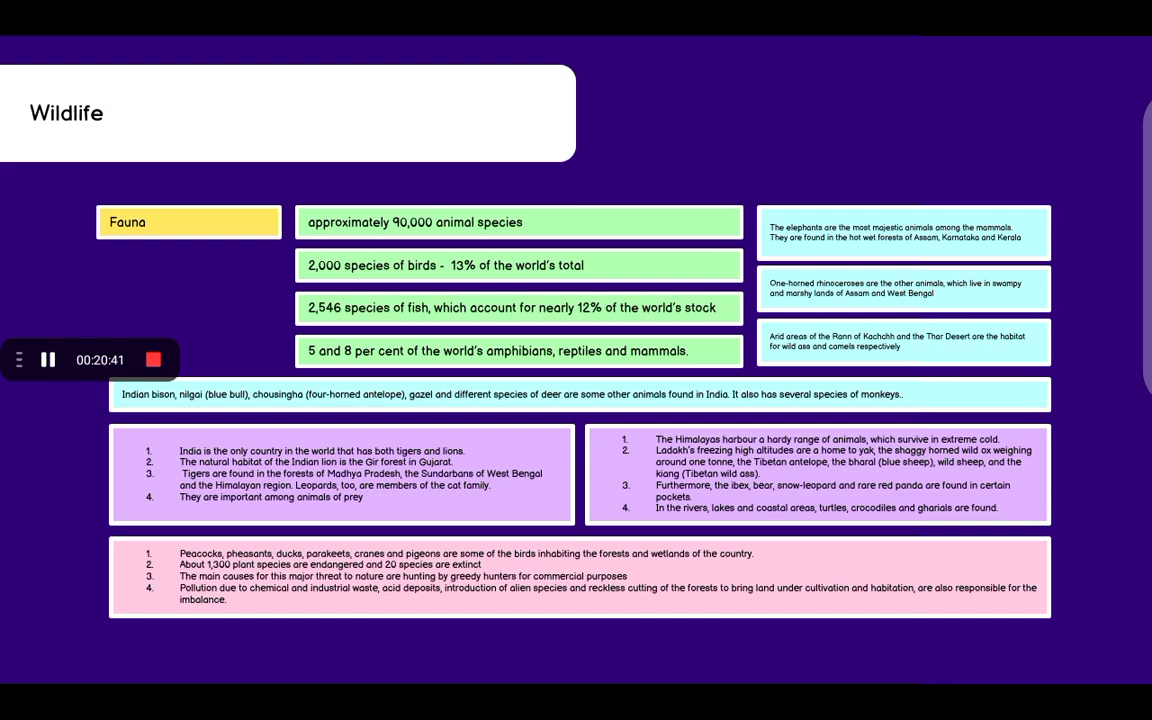 Wildlife
Fauna
approximately 90,000 animal species
2,000 species of birds - 13% of the world's total
2,546 species of fish, which account for nearly 12% of the world's stock
5 and 8 per cent of the world's amphibians, reptiles and mammals.
The elephants are the most majestic animals among the mammals.
They are found in the hot wet forests of Assam, Karnataka and Kerala
One-horned rhinoceroses are the other animals, which live in swampy
and marshy lands of Assam and West Bengal
Arid areas of the Rann of Kachchh and the Thar Desert are the habitat
for wild ass and camels respectively
00:20:41
Indian bison, nilgai (blue bull), chousingha (four-horned antelope), gazel and different species of deer are some other animals found in India. It also has several species of monkeys..
1. India is the only country in the world that has both tigers and lions.
2. The natural habitat of the Indian lion is the Gir forest in Gujarat.
3. Tigers are found in the forests of Madhya Pradesh, the Sundarbans of West Bengal
and the Himalayan region. Leopards, too, are members of the cat family.
4. They are important among animals of prey
1. The Himalayas harbour a hardy range of animals, which survive in extreme cold.
2. Ladakh's freezing high altitudes are a home to yak, the shaggy horned wild ox weighing
around one tonne, the Tibetan antelope, the bharal (blue sheep), wild sheep, and the
kiang (Tibetan wild ass).
3. Furthermore, the ibex, bear, snow-leopard and rare red panda are found in certain
pockets.
4. In the rivers, lakes and coastal areas, turtles, crocodiles and gharials are found.
1. Peacocks, pheasants, ducks, parakeets, cranes and pigeons are some of the birds inhabiting the forests and wetlands of the country.
2. About 1,300 plant species are endangered and 20 species are extinct
3. The main causes for this major threat to nature are hunting by greedy hunters for commercial purposes
4. Pollution due to chemical and industrial waste, acid deposits, introduction of alien species and reckless cutting of the forests to bring land under cultivation and habitation, are also responsible for the
imbalance.